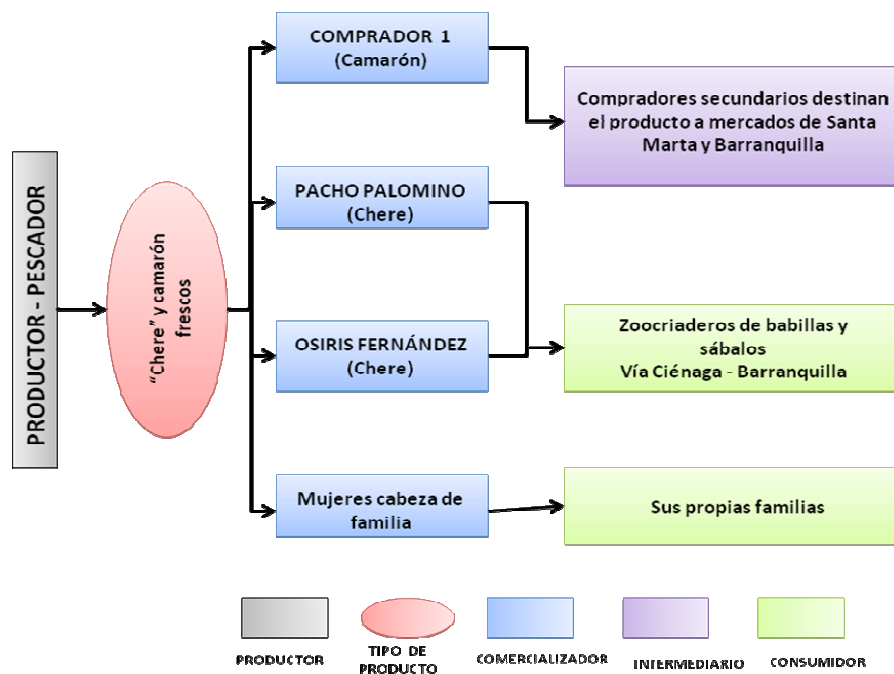 PRODUCTOR - PESCADOR
"Chere" y camarón
frescos
COMPRADOR 1
(Camarón)
PACHO PALOMINO
(Chere)
OSIRIS FERNÁNDEZ
(Chere)
Mujeres cabeza de
familia
Compradores secundarios destinan
el producto a mercados de Santa
Marta y Barranquilla
Zoocriaderos de babillas y
sábalos
Vía Ciénaga - Barranquilla
Sus propias familias
PRODUCTOR
TIPO DE
PRODUCTO
COMERCIALIZADOR
INTERMEDIARIO
CONSUMIDOR